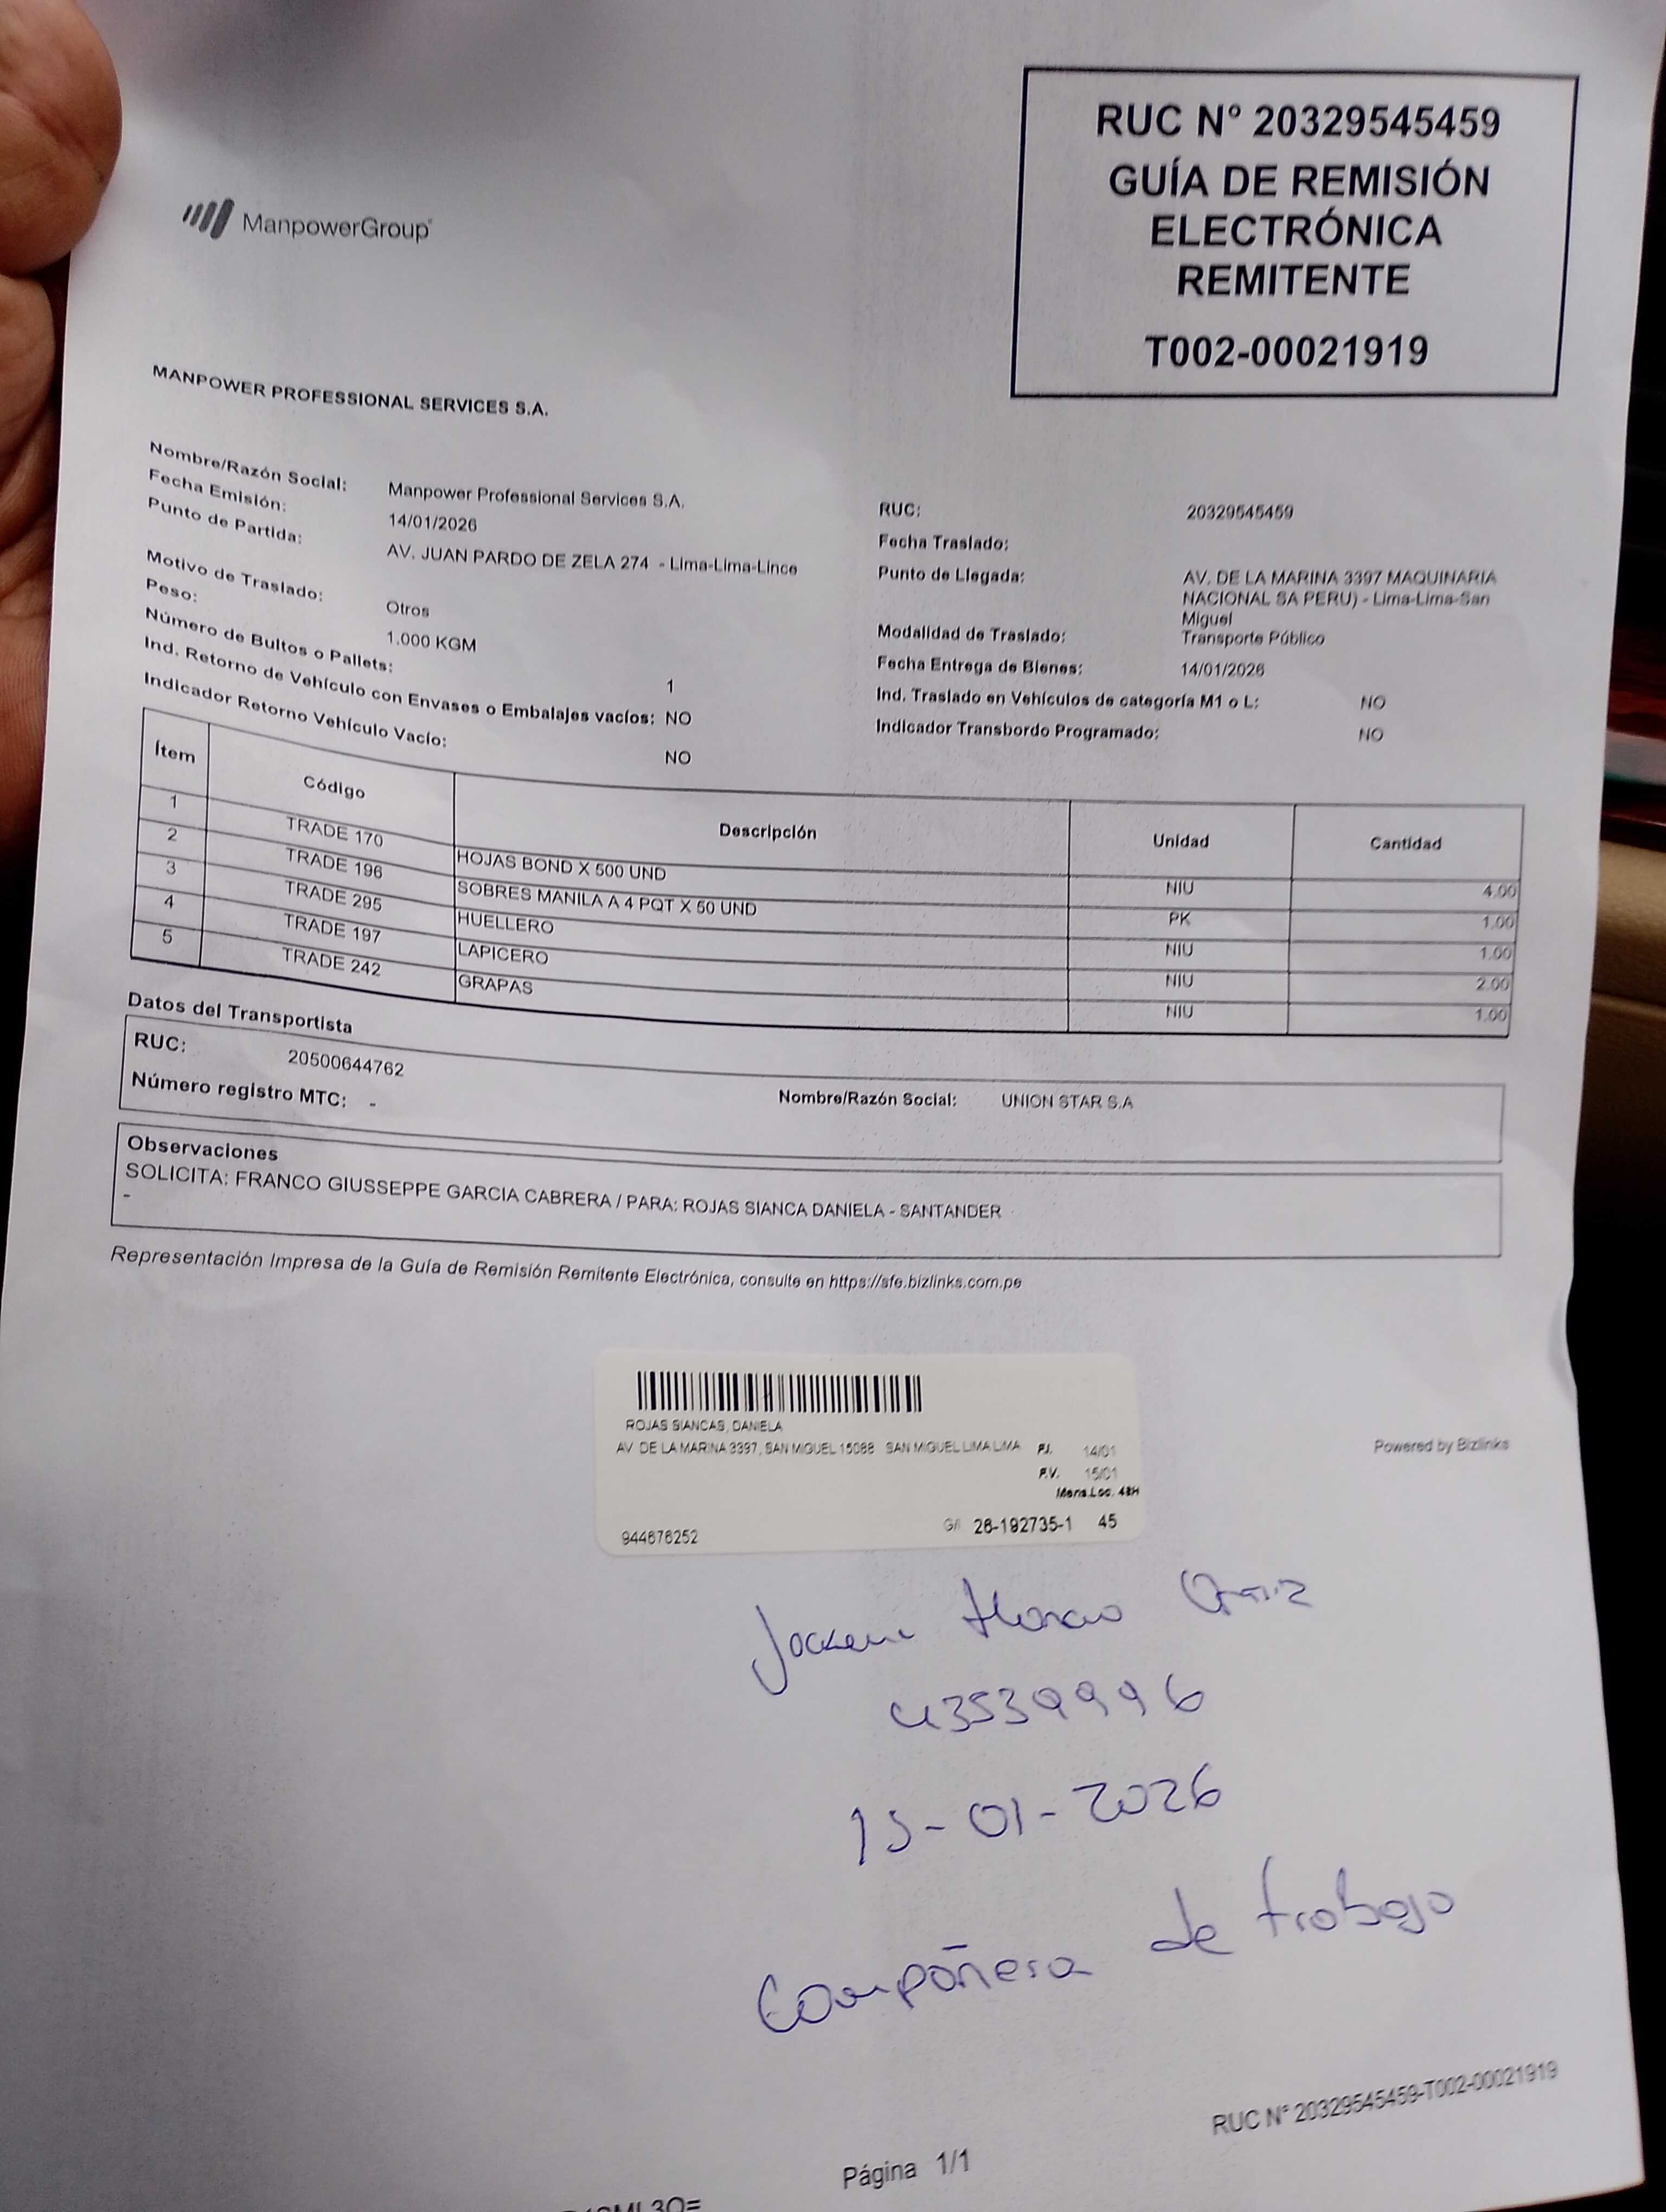 RUC N° 20329545459
GUÍA DE REMISIÓN
ELECTRÓNICA
REMITENTE
T002-00021919
ManpowerGroup
MANPOWER PROFESSIONAL SERVICES S.A.
Nombre/Razón Social: Manpower Professional Services S.A.
Fecha Emisión: 14/01/2026
Punto de Partida: AV. JUAN PARDO DE ZELA 274 - Lima-Lima-Lince
Motivo de Traslado: Otros
Peso: 1.000 KGM
Número de Bultos o Pallets: 1
Ind. Retorno de Vehículo con Envases o Embalajes vacíos: NO
Indicador Retorno Vehículo Vacío: NO
RUC: 20329545459
Fecha Traslado:
Punto de Llegada: AV. DE LA MARINA 3397 MAQUINARIA
NACIONAL SA PERU) - Lima-Lima-San
Miguel
Modalidad de Traslado: Transporte Público
Fecha Entrega de Bienes: 14/01/2026
Ind. Traslado en Vehículos de categoría M1 o L: NO
Indicador Transbordo Programado: NO
Ítem Código Descripción Unidad Cantidad
1 TRADE 170 HOJAS BOND X 500 UND NIU 4.00
2 TRADE 196 SOBRES MANILA A 4 PQT X 50 UND PK 1.00
3 TRADE 295 HUELLERO NIU 1.00
4 TRADE 197 LAPICERO NIU 2.00
5 TRADE 242 GRAPAS NIU 1.00
Datos del Transportista
RUC: 20500644762
Número registro MTC: -
Nombre/Razón Social: UNION STAR S.A
Observaciones
SOLICITA: FRANCO GIUSSEPPE GARCIA CABRERA / PARA: ROJAS SIANCA DANIELA - SANTANDER
-
Representación Impresa de la Guía de Remisión Remitente Electrónica, consulte en https://sfe.bizlinks.com.pe
ROJAS SIANCAS, DANIELA
AV DE LA MARINA 3397, SAN MIGUEL 15088 SAN MIGUEL LIMA LIMA F.I. 14/01
F.V. 15/01
Mens.Loc. 48H
G/ 26-192735-1 45
944676252
Powered by Bizlinks
43539996
15-01-2026
Compañera de trabajo
RUC N° 20329545459-T002-00021919
Página 1/1